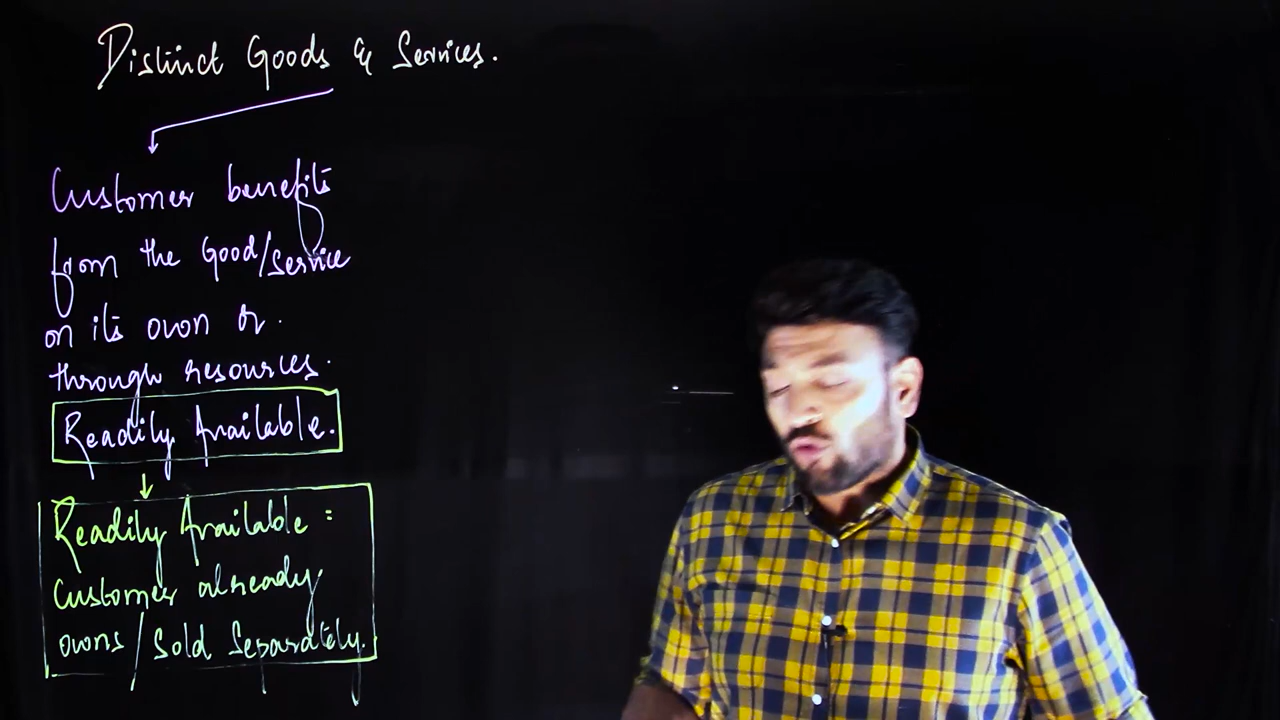 Distinct Goods & Services.
Customer benefits
from the Good/Service
on its own or
through resources.
Readily Available.
Readily Available =
Customer already
owns/Sold Separately.